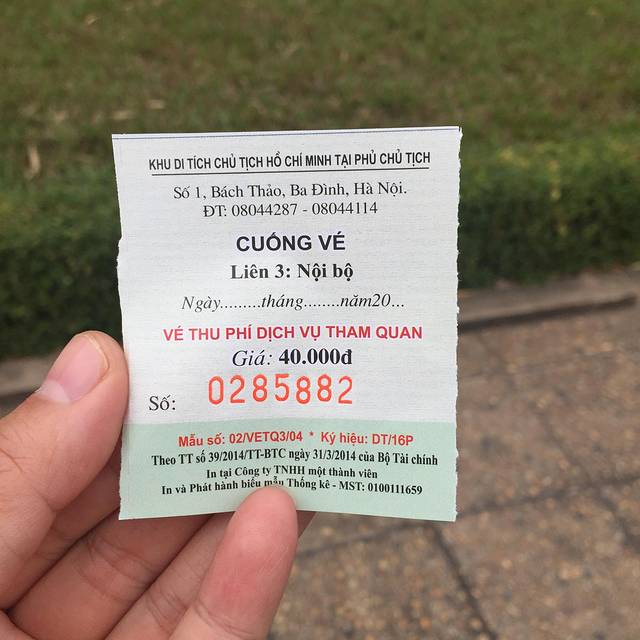 KHU DI TÍCH CHỦ TỊCH HỒ CHÍ MINH TẠI PHỦ CHỦ TỊCH
Số 1, Bách Thảo, Ba Đình, Hà Nội.
ĐT: 08044287 - 08044114
CUỐNG VÉ
Liên 3: Nội bộ
Ngày.........tháng........năm20...
VÉ THU PHÍ DỊCH VỤ THAM QUAN
Giá: 40.000đ
Số: 0285882
Mẫu số: 02/VETQ3/04 * Ký hiệu: DT/16P
Theo TT số 39/2014/TT-BTC ngày 31/3/2014 của Bộ Tài chính
In tại Công ty TNHH một thành viên
In và Phát hành biểu mẫu Thống kê - MST: 0100111659